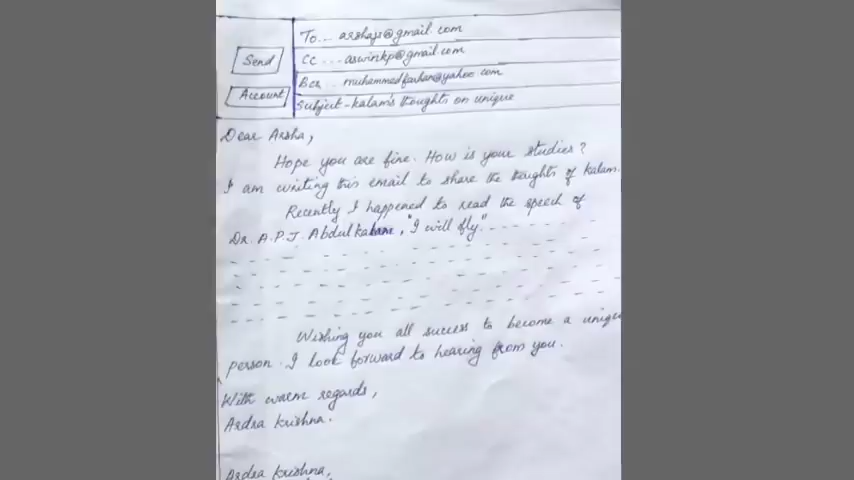 To... arshaps@gmail.com
Send
Cc ... aswinkp@gmail.com
Bcc ... muhammedfarhan@yahoo.com
Account
Subject - kalam's thoughts on unique
Dear Arsha,
Hope you are fine. How is your studies?
I am writing this email to share the thoughts of kalam.
Recently I happened to read the speech of
Dr. A.P.J. Abdul kalam, "I will fly"
Wishing you all success to become a unique
person. I look forward to hearing from you.
With warm regards,
Ardra krishna.
Ardra krishna,